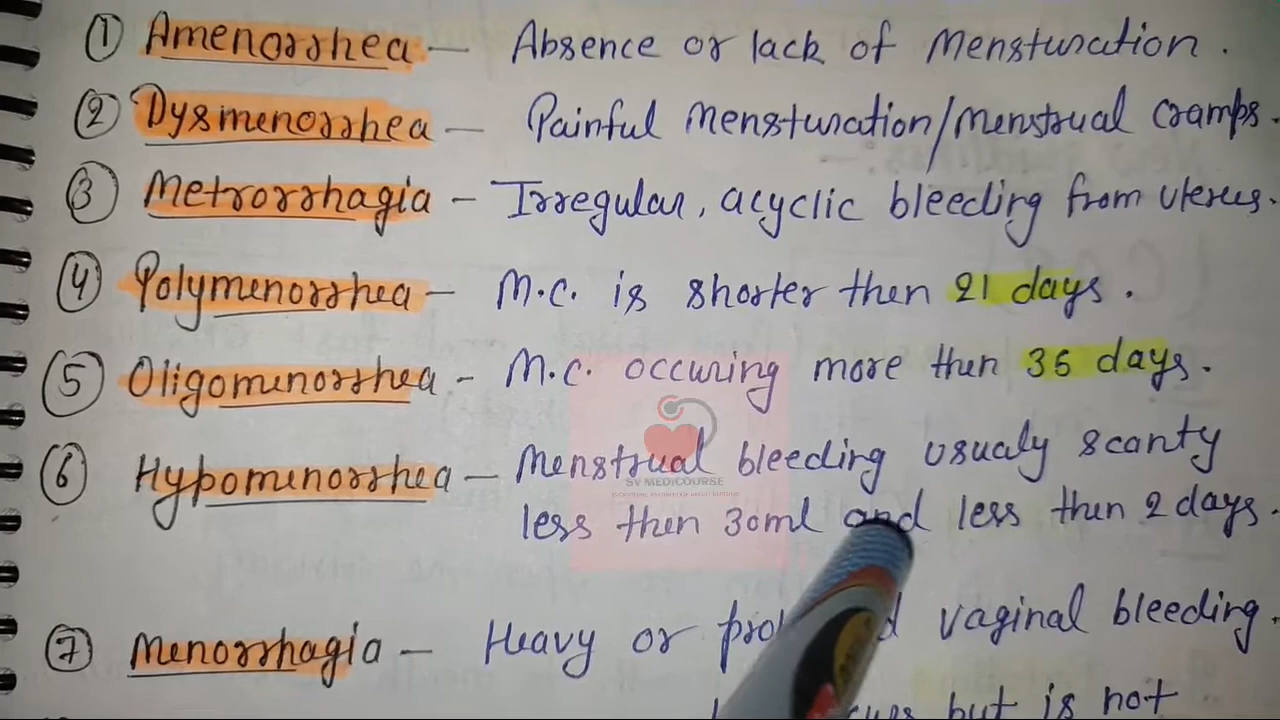 ① Amenorrhea — Absence or lack of Mensturation.
② Dysmenorrhea — Painful Mensturation/Menstrual cramps.
③ Metrorrhagia — Irregular, acyclic bleeding from uterus.
④ Polymenorrhea — M.C. is shorter then 21 days.
⑤ Oligomenorrhea - M.C. occuring more then 35 days.
⑥ Hypomenorrhea — Menstrual bleeding usualy scanty
SV MEDICOURSE
less then 30ml and less then 2 days.
⑦ Menorrhagia — Heavy or vaginal bleeding.
but is not